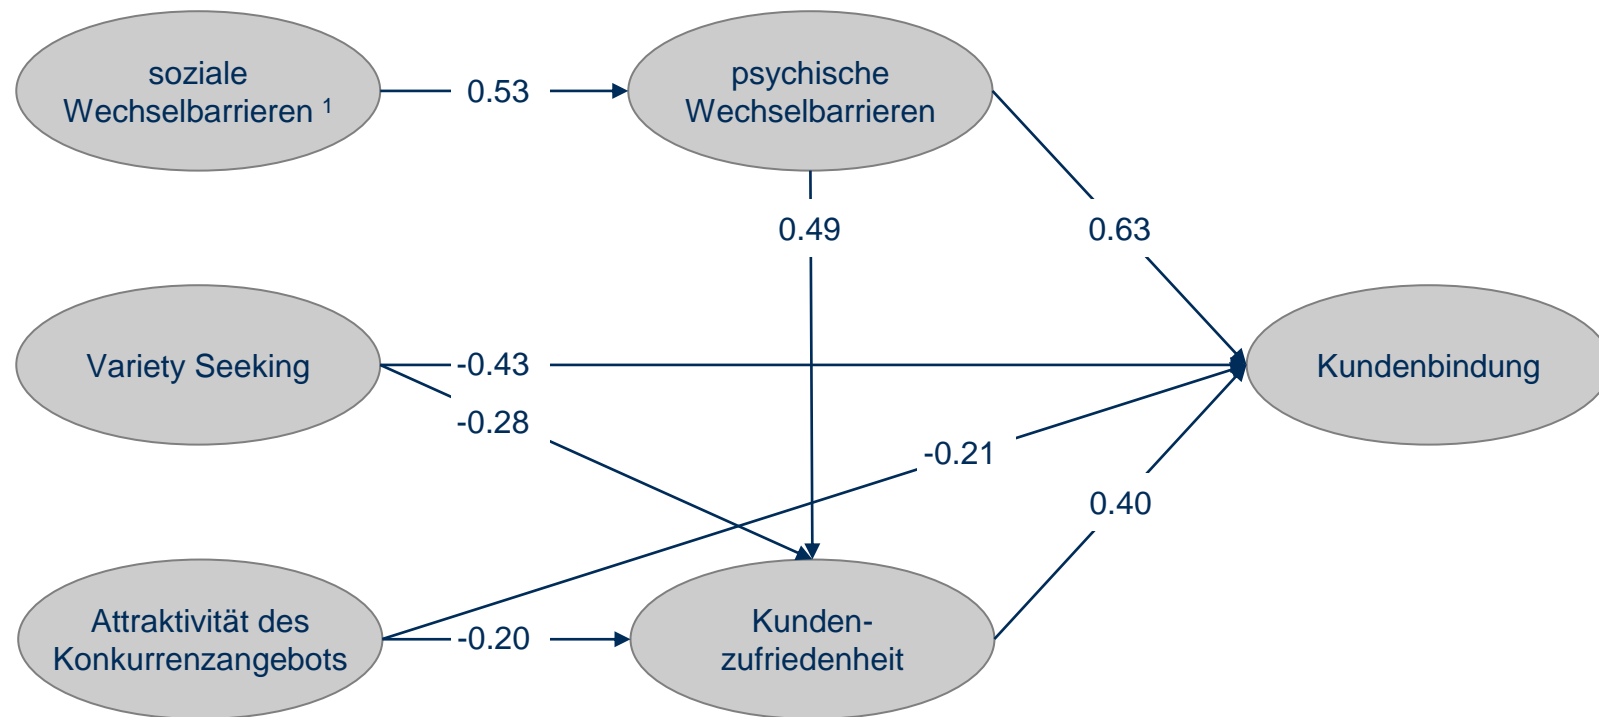 soziale
Wechselbarrieren ¹
0.53
psychische
Wechselbarrieren
0.49
0.63
Variety Seeking
-0.43
Kundenbindung
-0.28
-0.21
0.40
Attraktivität des
Konkurrenzangebots
-0.20
Kunden-
zufriedenheit